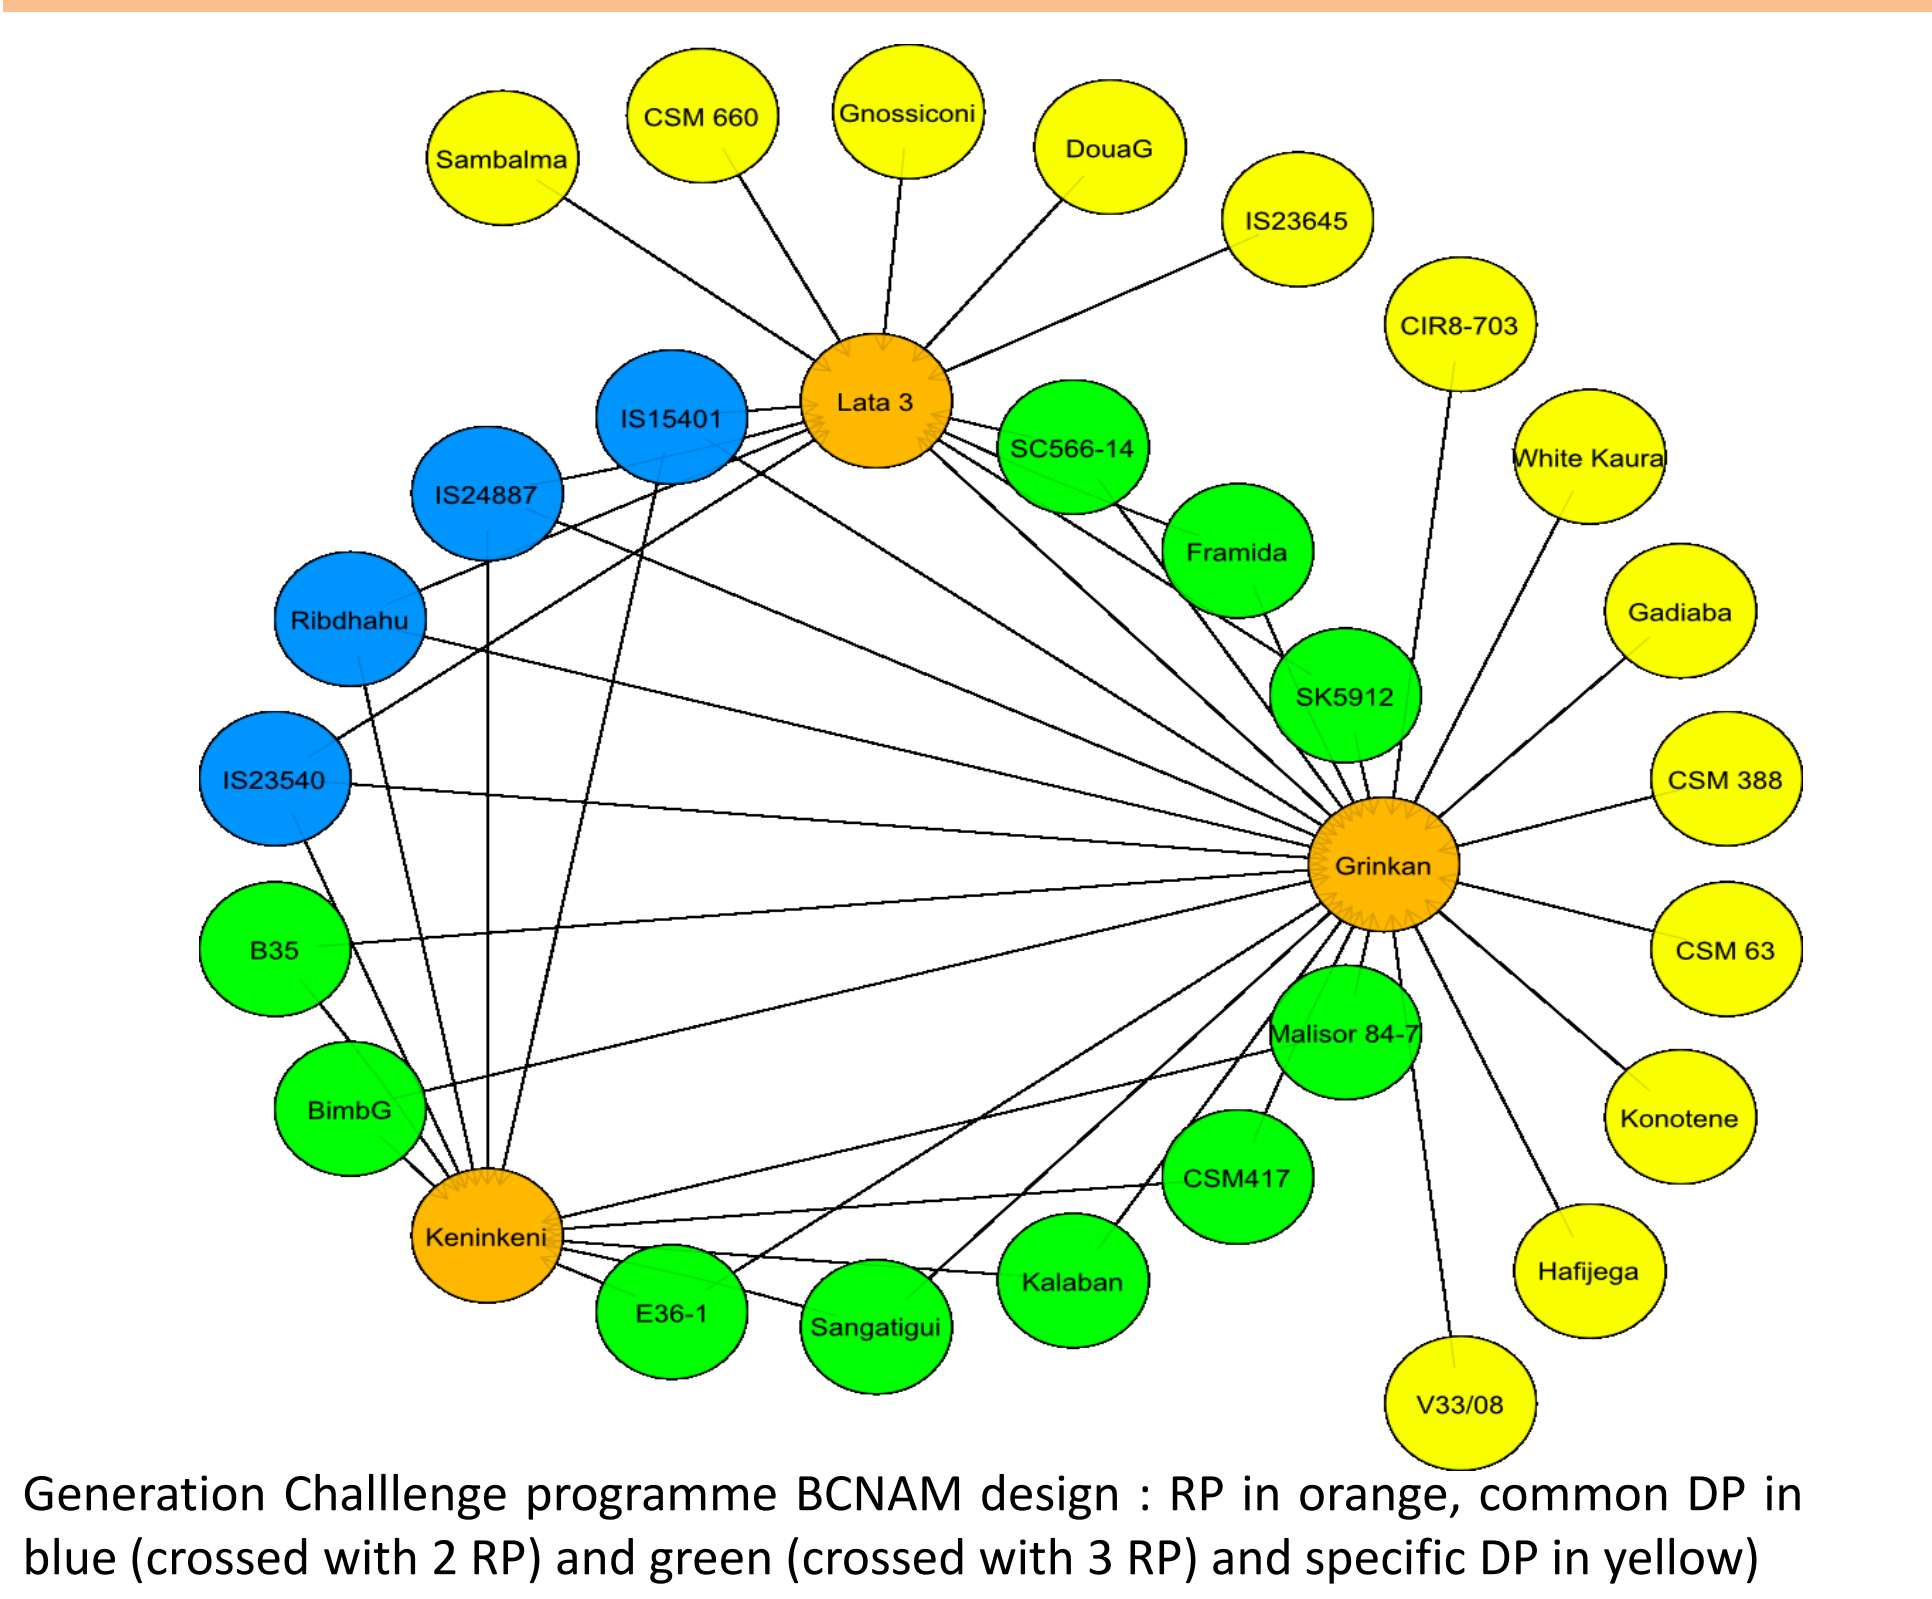 Gnossiconi
CSM 660
DouaG
Sambalma
IS23645
CIR8-703
Lata 3
IS15401
SC566-14
White Kaura
IS24887
Framida
Gadiaba
Ribdhahu
SK5912
IS23540
CSM 388
Grinkan
B35
CSM 63
Malisor 84-7
BimbG
Konotene
CSM417
Keninkeni
Hafijega
Kalaban
E36-1
Sangatigui
V33/08
Generation Challlenge programme BCNAM design : RP in orange, common DP in
blue (crossed with 2 RP) and green (crossed with 3 RP) and specific DP in yellow)